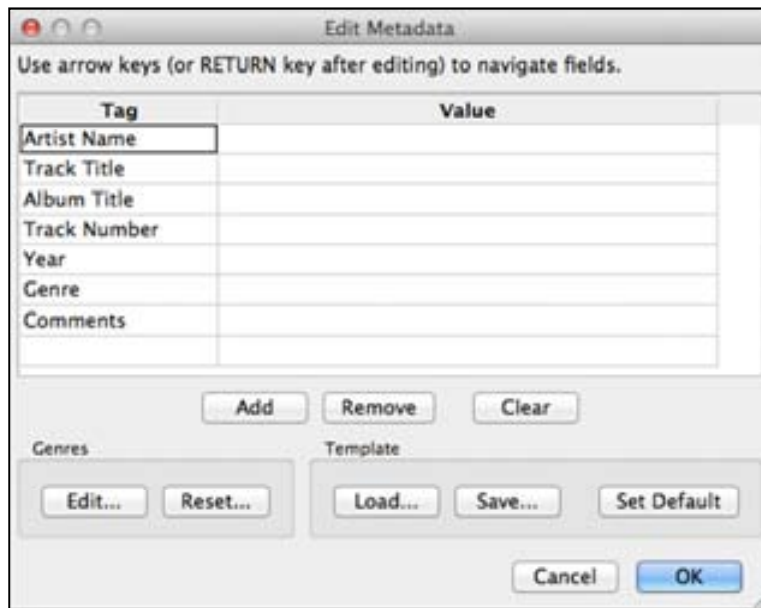 Edit Metadata
Use arrow keys (or RETURN key after editing) to navigate fields.
Tag Value
Artist Name
Track Title
Album Title
Track Number
Year
Genre
Comments
Add Remove Clear
Genres Template
Edit... Reset... Load... Save... Set Default
Cancel OK